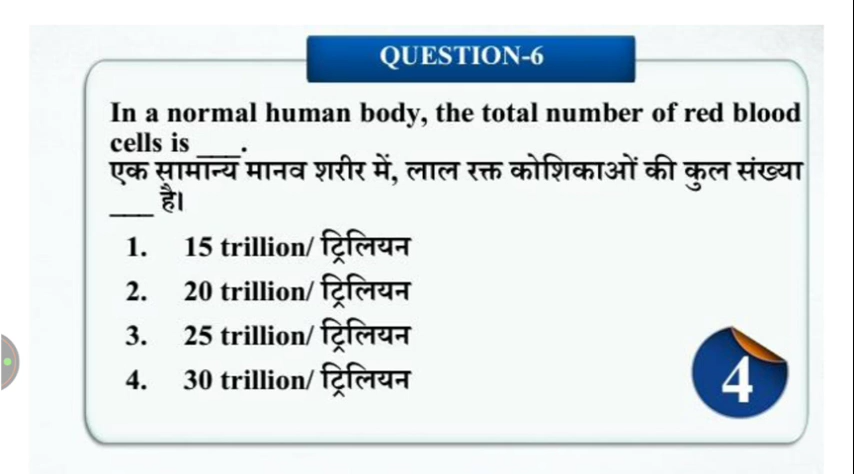 QUESTION-6
In a normal human body, the total number of red blood
cells is ___.
एक सामान्य मानव शरीर में, लाल रक्त कोशिकाओं की कुल संख्या
___ है।
1. 15 trillion/ ट्रिलियन
2. 20 trillion/ ट्रिलियन
3. 25 trillion/ ट्रिलियन
4. 30 trillion/ ट्रिलियन
4